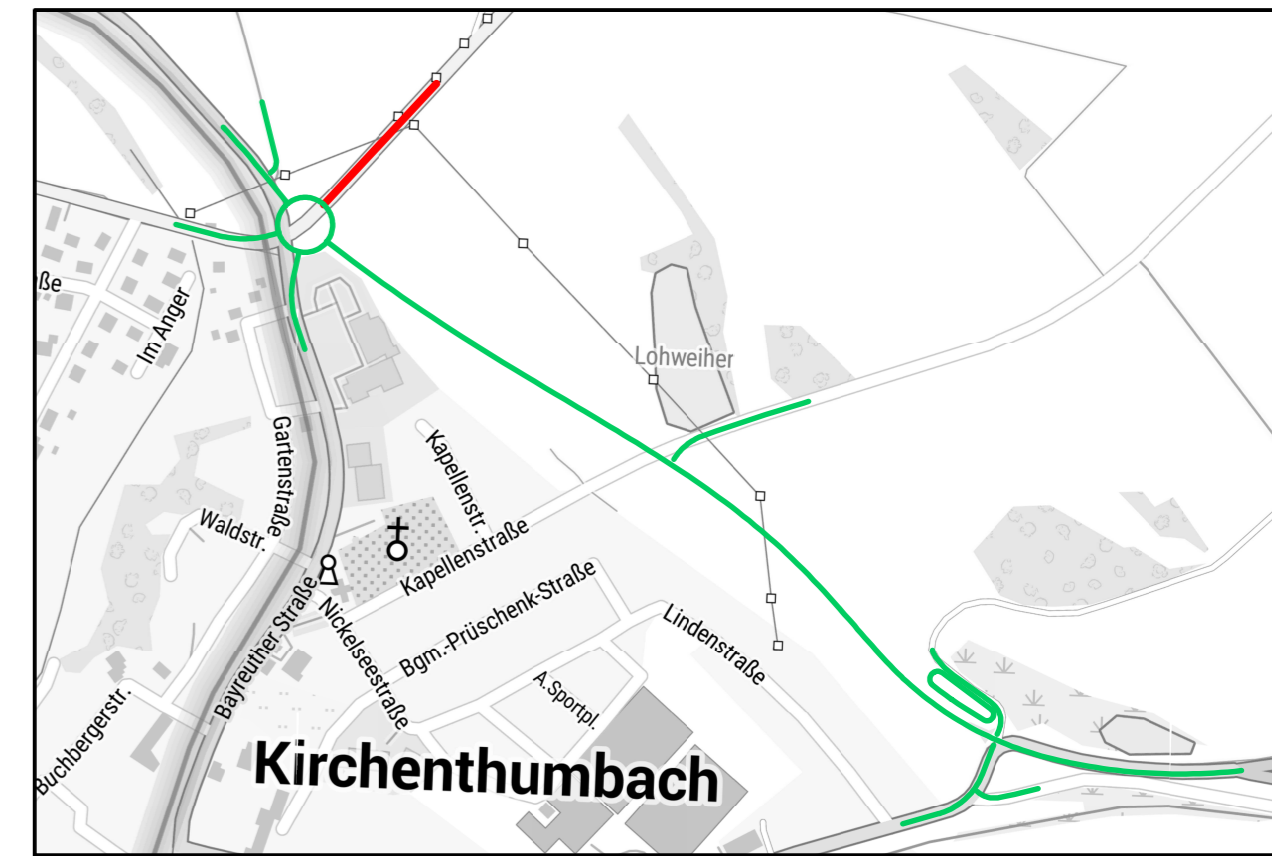 ße
Im Anger
Lohweiher
Gartenstraße
Kapellenstr.
Waldstr.
Kapellenstraße
Bayreuther Straße
Nickelseestraße
Bgm.-Prüschenk-Straße
Lindenstraße
A.Sportpl.
Buchbergerstr.
Kirchenthumbach